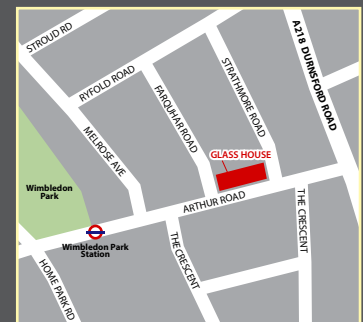 STROUD RD
RYFOLD ROAD
A218 DURNSFORD ROAD
STRATHMORE ROAD
FARQUHAR ROAD
MELROSE AVE
GLASS HOUSE
Wimbledon
Park
ARTHUR ROAD
THE CRESCENT
Wimbledon Park
Station
THE CRESCENT
HOME PARK RD